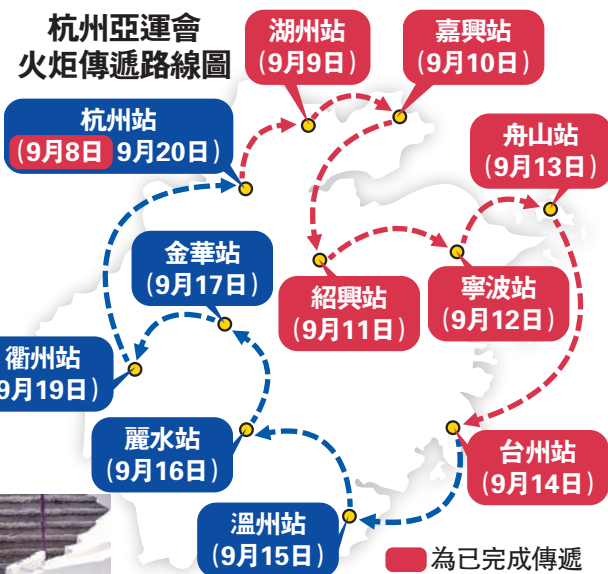 杭州亞運會
火炬傳遞路線圖
杭州站
(9月8日 9月20日)
湖州站
(9月9日)
嘉興站
(9月10日)
紹興站
(9月11日)
寧波站
(9月12日)
舟山站
(9月13日)
台州站
(9月14日)
溫州站
(9月15日)
麗水站
(9月16日)
金華站
(9月17日)
衢州站
9月19日)
為已完成傳遞